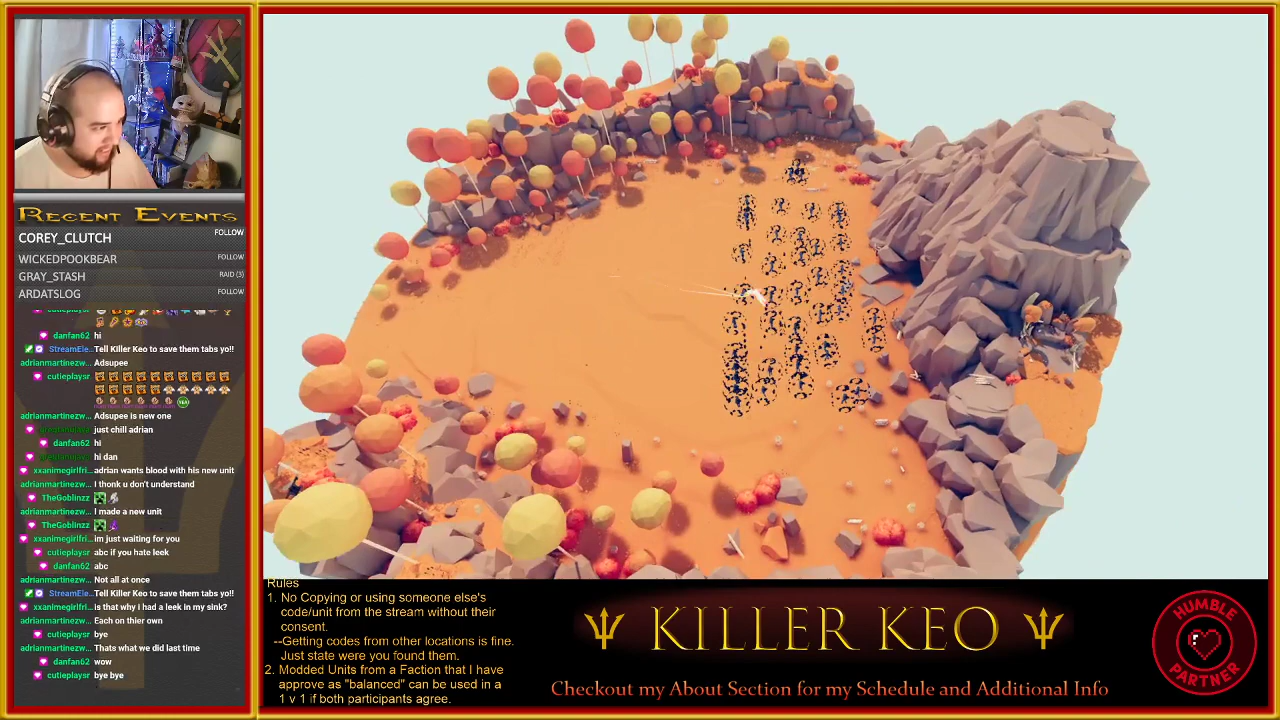 RECENT EVENTS
COREY_CLUTCH FOLLOW
WICKEDPOOKBEAR FOLLOW
GRAY_STASH RAID (3)
ARDATSLOG FOLLOW
danfan62 hi
StreamEle... Tell Killer Keo to save them tabs yo!!
adrianmartinezw... Adsupee
cutieplaysr
adrianmartinezw... Adsupee Is new one
just chill adrian
danfan62 hi
hi dan
xxanimegirlfri... adrian wants blood with his new unit
adrianmartinezw... I thonk u don't understand
TheGoblinzz
adrianmartinezw... I made a new unit
TheGoblinzz
xxanimegirlfri... im just waiting for you
cutieplaysr abc if you hate leek
danfan62 abc
adrianmartinezw... Not all at once
StreamEle... Tell Killer Keo to save them tabs yo!!
xxanimegirlfri... is that why i had a leek in my sink?
adrianmartinezw... Each on thier own
cutieplaysr bye
adrianmartinezw... Thats what we did last time
danfan62 wow
cutieplaysr bye bye
Rules
1. No Copying or using someone else's
code/unit from the stream without their
consent.
--Getting codes from other locations is fine.
Just state were you found them.
2. Modded Units from a Faction that I have
approve as "balanced" can be used in a
1 v 1 if both participants agree.
KILLER KEO
Checkout my About Section for my Schedule and Additional Info
HUMBLE
PARTNER